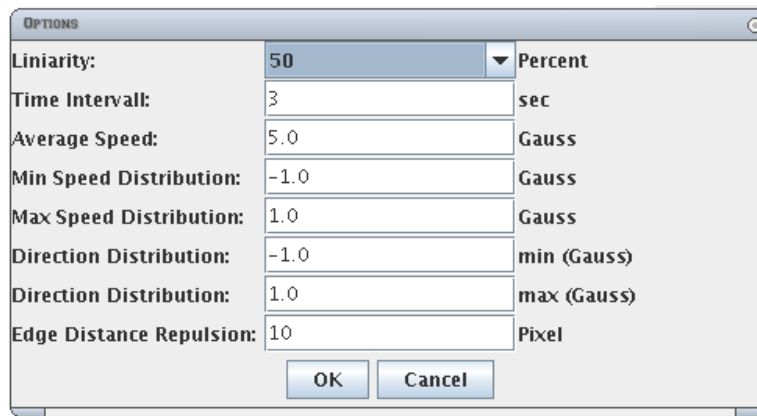 OPTIONS
Liniarity: 50 Percent
Time Intervall: 3 sec
Average Speed: 5.0 Gauss
Min Speed Distribution: -1.0 Gauss
Max Speed Distribution: 1.0 Gauss
Direction Distribution: -1.0 min (Gauss)
Direction Distribution: 1.0 max (Gauss)
Edge Distance Repulsion: 10 Pixel
OK Cancel